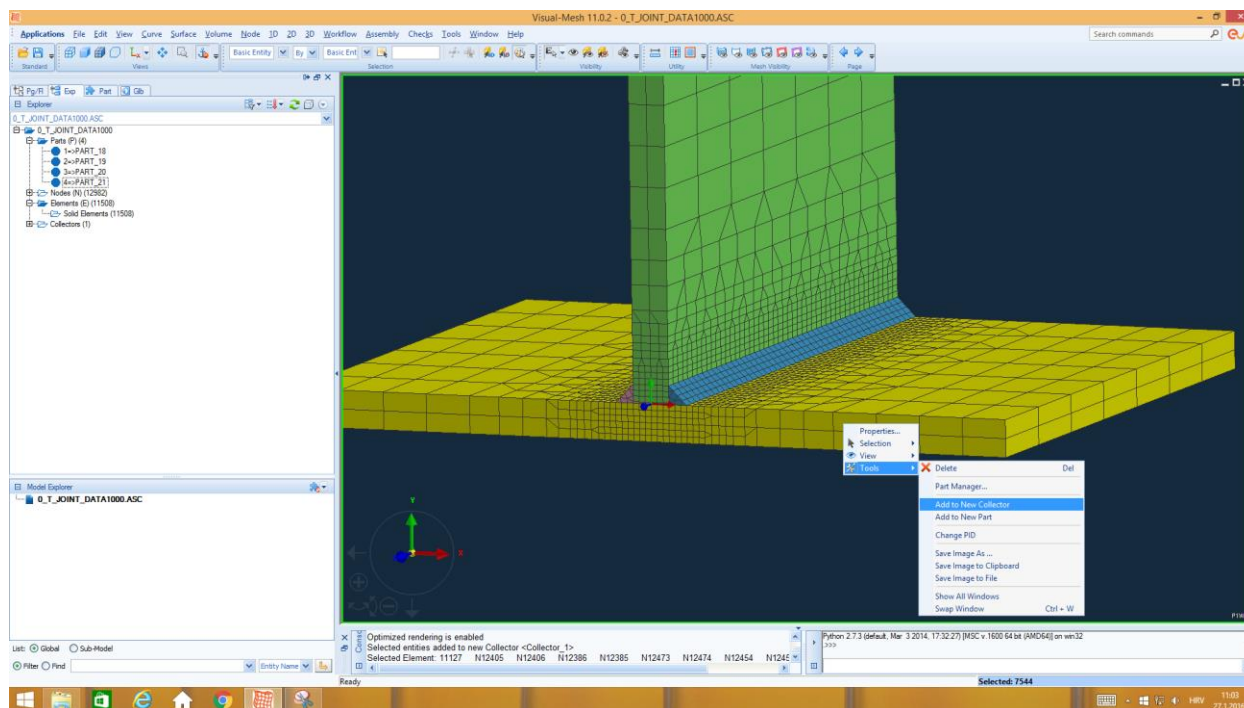 Visual-Mesh 11.0.2 - 0_T_JOINT_DATA1000.ASC
Applications File Edit View Curve Surface Volume Node 1D 2D 3D Workflow Assembly Checks Tools Window Help
Search commands
Basic Entity By Basic Ent
Standard Views Selection Visibility Utility Mesh Visibility Page
Pg/R Exp Part Glb
Explorer
0_T_JOINT_DATA1000.ASC
0_T_JOINT_DATA1000
Parts (P) (4)
1=>PART_18
2=>PART_19
3=>PART_20
4=>PART_21
Nodes (N) (12982)
Elements (E) (11508)
Solid Elements (11508)
Collectors (1)
Properties...
Selection
View
Tools
Delete Del
Part Manager...
Add to New Collector
Add to New Part
Change PID
Save Image As ...
Save Image to Clipboard
Save Image to File
Show All Windows
Swap Window Ctrl + W
Model Explorer
0_T_JOINT_DATA1000.ASC
Y
X
Z
P1W
List: Global Sub-Model
Filter Find Entity Name
Optimized rendering is enabled
Selected entities added to new Collector <Collector_1>
Selected Element: 11127 N12405 N12406 N12386 N12385 N12473 N12474 N12454 N1245
Python 2.7.3 (default, Mar 3 2014, 17:32:27) [MSC v.1600 64 bit (AMD64)] on win32
>>>
Ready
Selected: 7544
HRV
11:03
27.1.2016